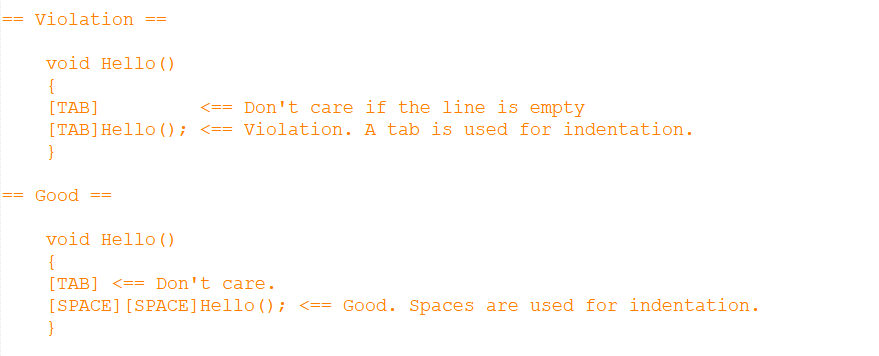 == Violation ==
void Hello()
{
[TAB]          <== Don't care if the line is empty
[TAB]Hello(); <== Violation. A tab is used for indentation.
}
== Good ==
void Hello()
{
[TAB] <== Don't care.
[SPACE][SPACE]Hello(); <== Good. Spaces are used for indentation.
}